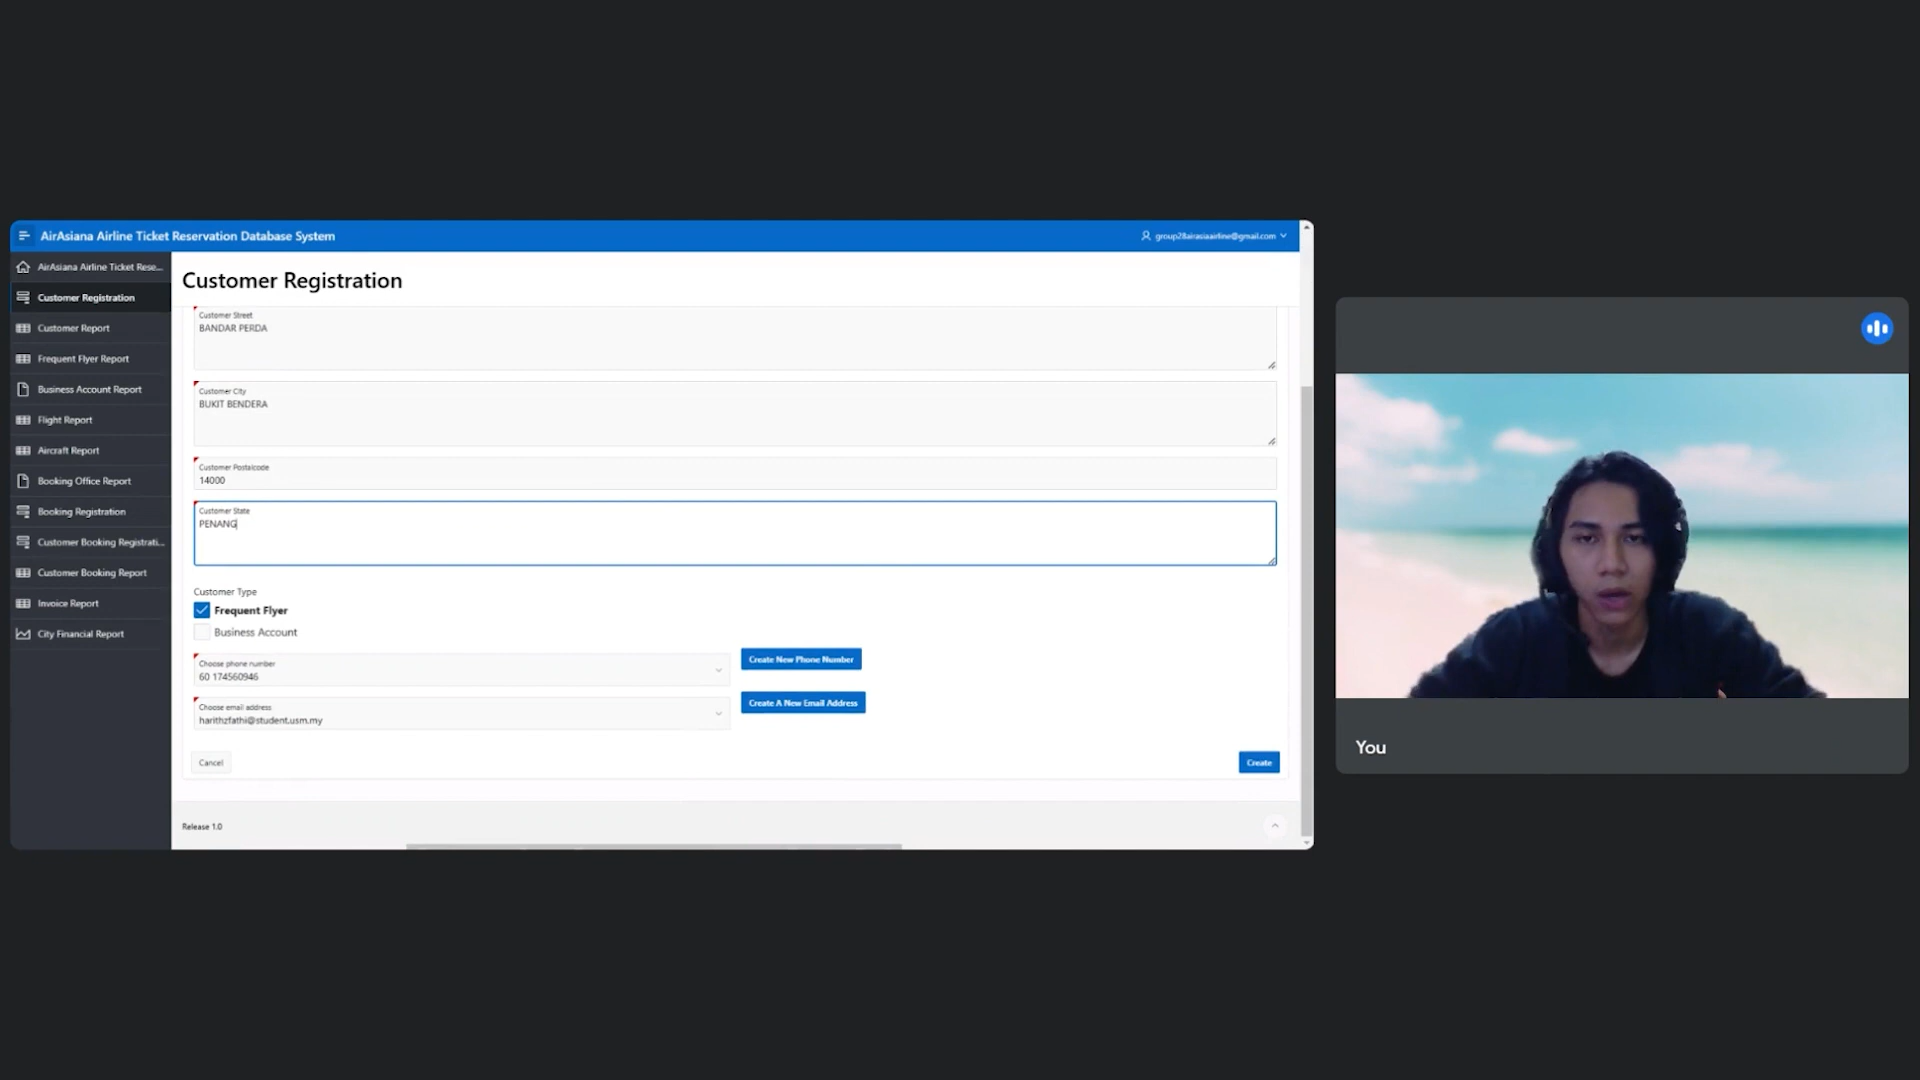 AirAsiana Airline Ticket Reservation Database System
group28airasiaairline@gmail.com
AirAsiana Airline Ticket Rese...
Customer Registration
Customer Report
Frequent Flyer Report
Business Account Report
Flight Report
Aircraft Report
Booking Office Report
Booking Registration
Customer Booking Registrati...
Customer Booking Report
Invoice Report
City Financial Report
Customer Registration
Customer Street
BANDAR PERDA
Customer City
BUKIT BENDERA
Customer Postalcode
14000
Customer State
PENANG
Customer Type
Frequent Flyer
Business Account
Choose phone number
60 174560946
Create New Phone Number
Choose email address
harithzfathi@student.usm.my
Create A New Email Address
Cancel
Create
Release 1.0
You